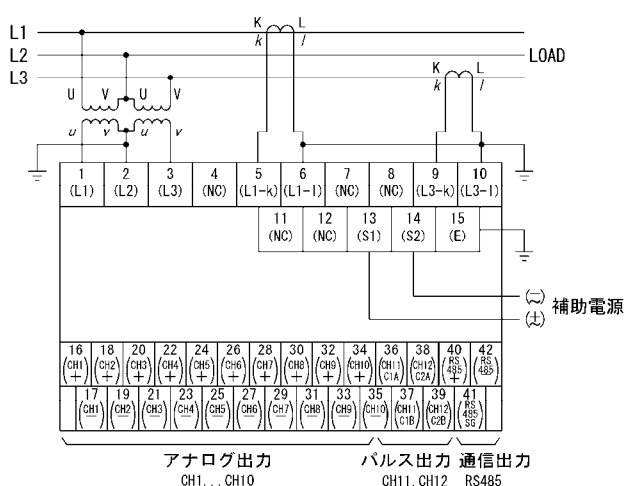 L1
L2
L3
K L
k l
LOAD
K L
k l
U V U V
u v u v
1 2 3 4 5 6 7 8 9 10
(L1) (L2) (L3) (NC) (L1-k) (L1-l) (NC) (NC) (L3-k) (L3-l)
11 12 13 14 15
(NC) (NC) (S1) (S2) (E)
(-) 補助電源
(+)
16 18 20 22 24 26 28 30 32 34 36 38 40 42
(CH1 +) (CH2 +) (CH3 +) (CH4 +) (CH5 +) (CH6 +) (CH7 +) (CH8 +) (CH9 +) (CH10 +) (CH11 C1A) (CH12 C2A) (RS 485 +) (RS 485 -)
17 19 21 23 25 27 29 31 33 35 37 39 41
(CH1 -) (CH2 -) (CH3 -) (CH4 -) (CH5 -) (CH6 -) (CH7 -) (CH8 -) (CH9 -) (CH10 -) (CH11 C1B) (CH12 C2B) (RS 485 SG)
アナログ出力 パルス出力 通信出力
CH1...CH10 CH11, CH12 RS485